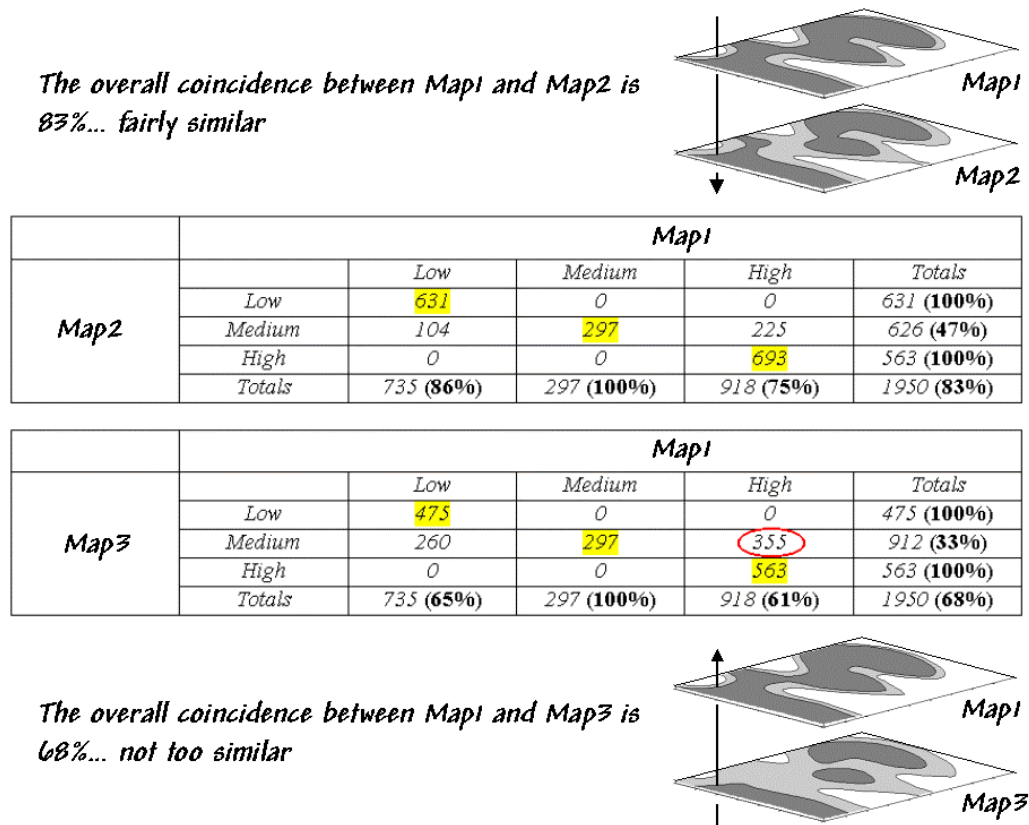 Map1
The overall coincidence between Map1 and Map2 is
83%... fairly similar
Map2
Map1
Low Medium High Totals
Map2
Low 631 0 0 631 (100%)
Medium 104 297 225 626 (47%)
High 0 0 693 563 (100%)
Totals 735 (86%) 297 (100%) 918 (75%) 1950 (83%)
Map1
Low Medium High Totals
Map3
Low 475 0 0 475 (100%)
Medium 260 297 355 912 (33%)
High 0 0 563 563 (100%)
Totals 735 (65%) 297 (100%) 918 (61%) 1950 (68%)
The overall coincidence between Map1 and Map3 is
68%... not too similar
Map1
Map3